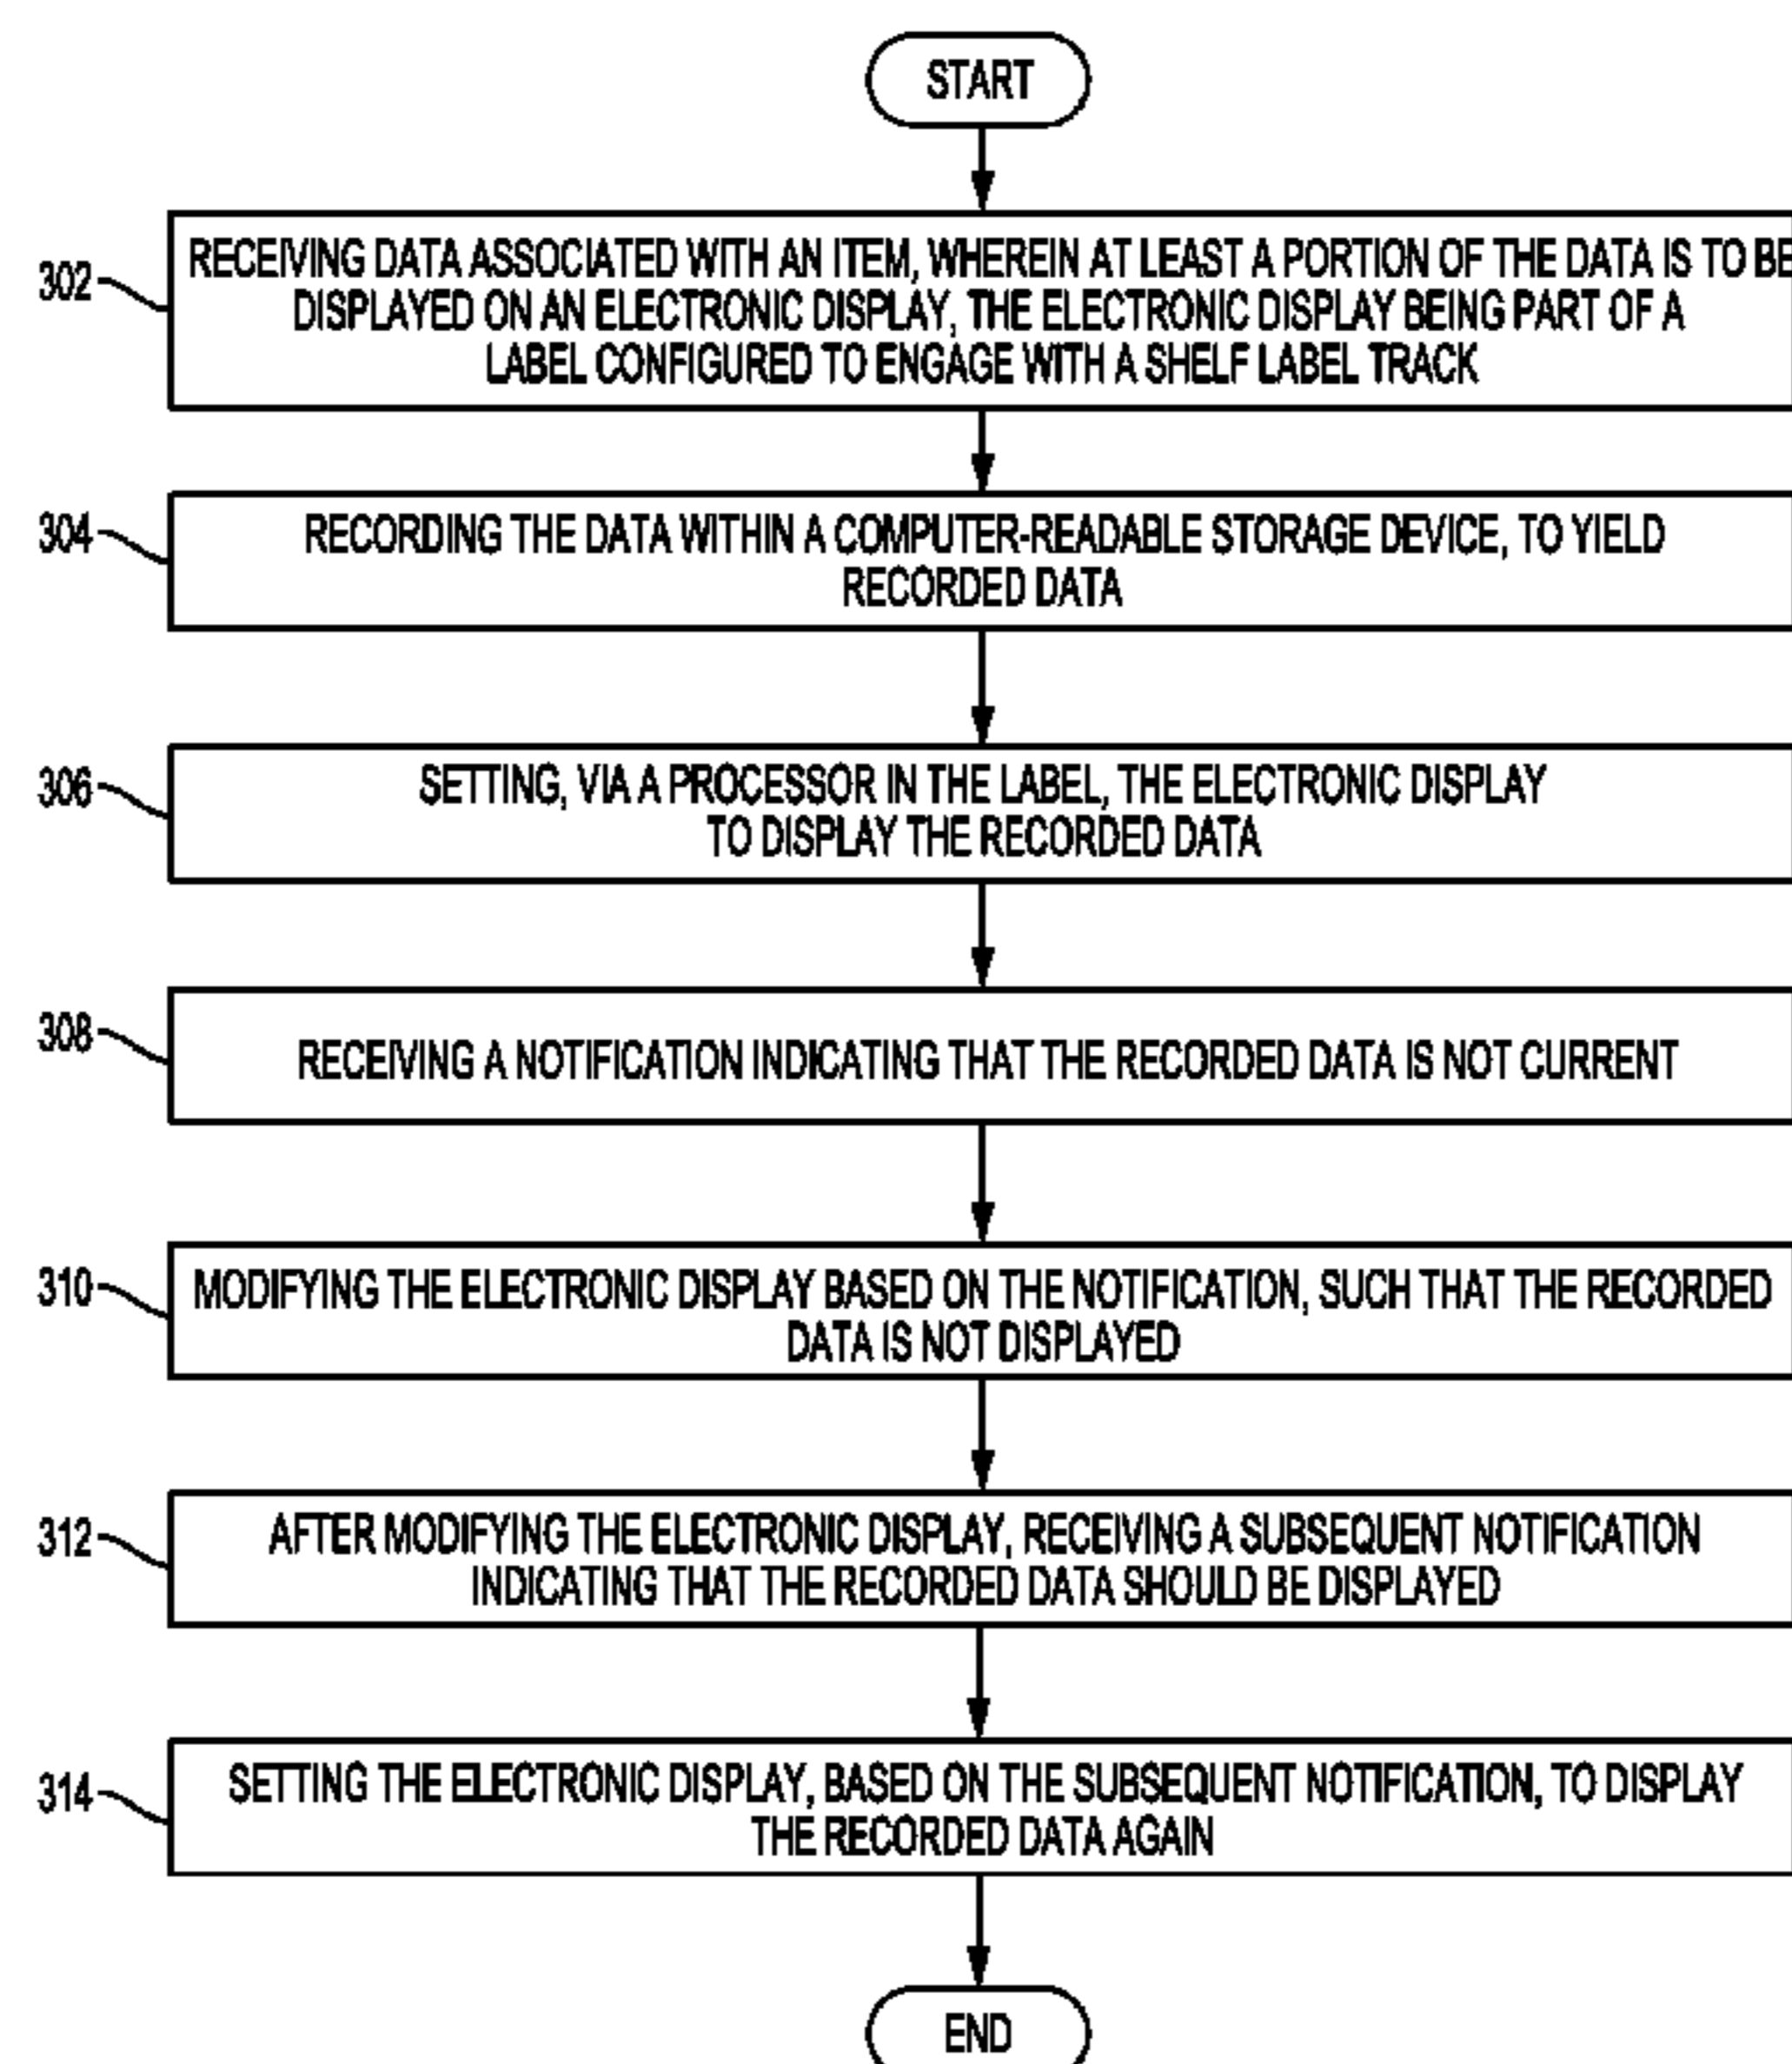 START
302
RECEIVING DATA ASSOCIATED WITH AN ITEM, WHEREIN AT LEAST A PORTION OF THE DATA IS TO BE
DISPLAYED ON AN ELECTRONIC DISPLAY, THE ELECTRONIC DISPLAY BEING PART OF A
LABEL CONFIGURED TO ENGAGE WITH A SHELF LABEL TRACK
304
RECORDING THE DATA WITHIN A COMPUTER-READABLE STORAGE DEVICE, TO YIELD
RECORDED DATA
306
SETTING, VIA A PROCESSOR IN THE LABEL, THE ELECTRONIC DISPLAY
TO DISPLAY THE RECORDED DATA
308
RECEIVING A NOTIFICATION INDICATING THAT THE RECORDED DATA IS NOT CURRENT
310
MODIFYING THE ELECTRONIC DISPLAY BASED ON THE NOTIFICATION, SUCH THAT THE RECORDED
DATA IS NOT DISPLAYED
312
AFTER MODIFYING THE ELECTRONIC DISPLAY, RECEIVING A SUBSEQUENT NOTIFICATION
INDICATING THAT THE RECORDED DATA SHOULD BE DISPLAYED
314
SETTING THE ELECTRONIC DISPLAY, BASED ON THE SUBSEQUENT NOTIFICATION, TO DISPLAY
THE RECORDED DATA AGAIN
END